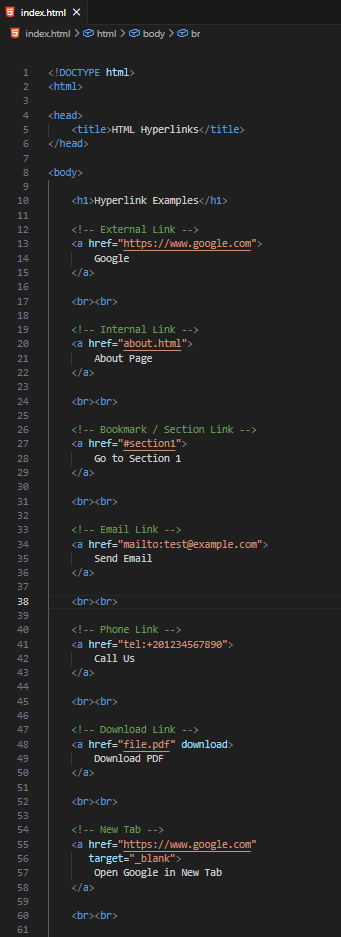 index.html ×
index.html > html > body > br
1 <!DOCTYPE html>
2 <html>
3
4 <head>
5     <title>HTML Hyperlinks</title>
6 </head>
7
8 <body>
9
10     <h1>Hyperlink Examples</h1>
11
12     <!-- External Link -->
13     <a href="https://www.google.com">
14         Google
15     </a>
16
17     <br><br>
18
19     <!-- Internal Link -->
20     <a href="about.html">
21         About Page
22     </a>
23
24     <br><br>
25
26     <!-- Bookmark / Section Link -->
27     <a href="#section1">
28         Go to Section 1
29     </a>
30
31     <br><br>
32
33     <!-- Email Link -->
34     <a href="mailto:test@example.com">
35         Send Email
36     </a>
37
38     <br><br>
39
40     <!-- Phone Link -->
41     <a href="tel:+201234567890">
42         Call Us
43     </a>
44
45     <br><br>
46
47     <!-- Download Link -->
48     <a href="file.pdf" download>
49         Download PDF
50     </a>
51
52     <br><br>
53
54     <!-- New Tab -->
55     <a href="https://www.google.com"
56        target="_blank">
57         Open Google in New Tab
58     </a>
59
60     <br><br>
61